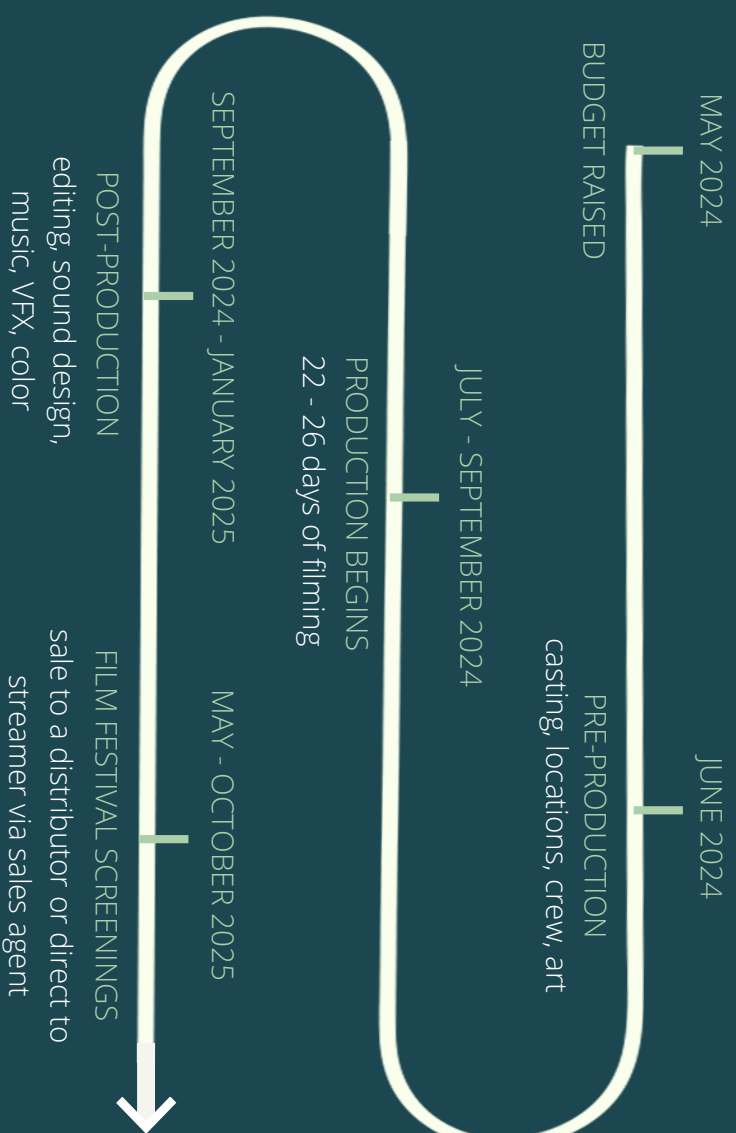 MAY 2024
BUDGET RAISED
JUNE 2024
PRE-PRODUCTION
casting, locations, crew, art
JULY - SEPTEMBER 2024
PRODUCTION BEGINS
22 - 26 days of filming
SEPTEMBER 2024 - JANUARY 2025
POST-PRODUCTION
editing, sound design,
music, VFX, color
MAY - OCTOBER 2025
FILM FESTIVAL SCREENINGS
sale to a distributor or direct to
streamer via sales agent